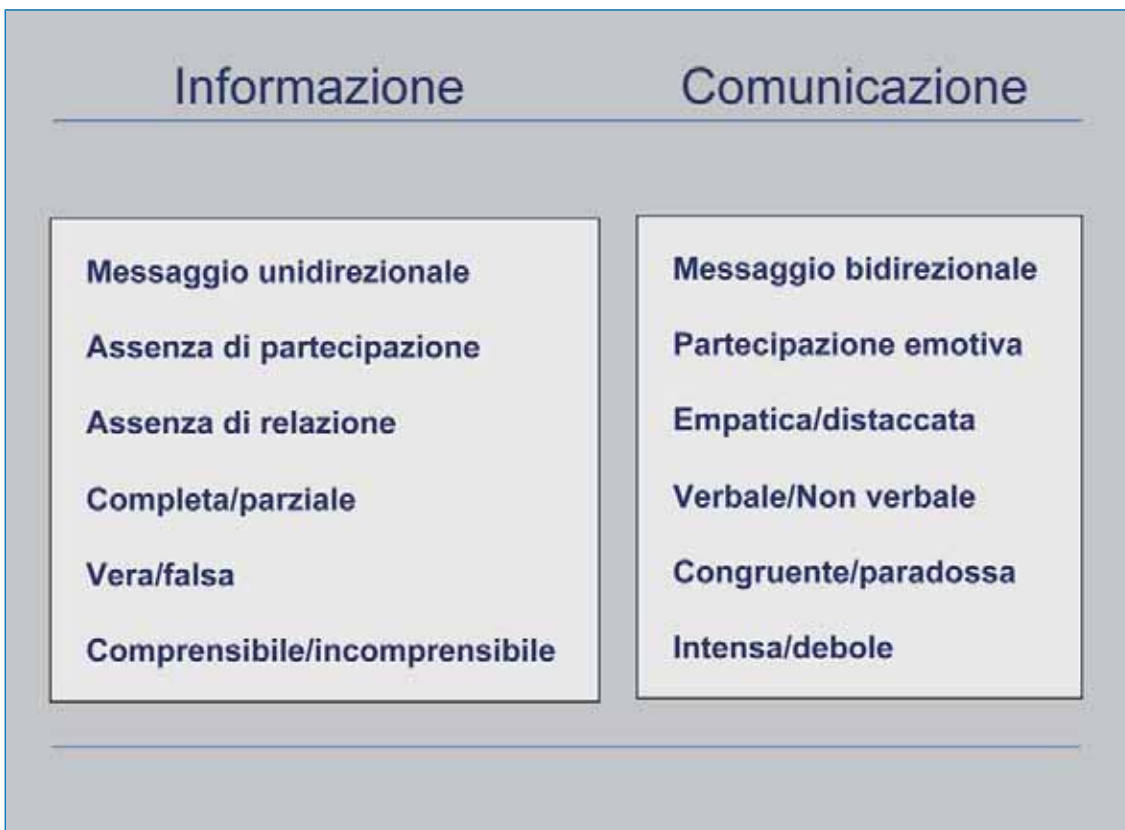 Informazione
Comunicazione
Messaggio unidirezionale
Assenza di partecipazione
Assenza di relazione
Completa/parziale
Vera/falsa
Comprensibile/incomprensibile
Messaggio bidirezionale
Partecipazione emotiva
Empatica/distaccata
Verbale/Non verbale
Congruente/paradossa
Intensa/debole